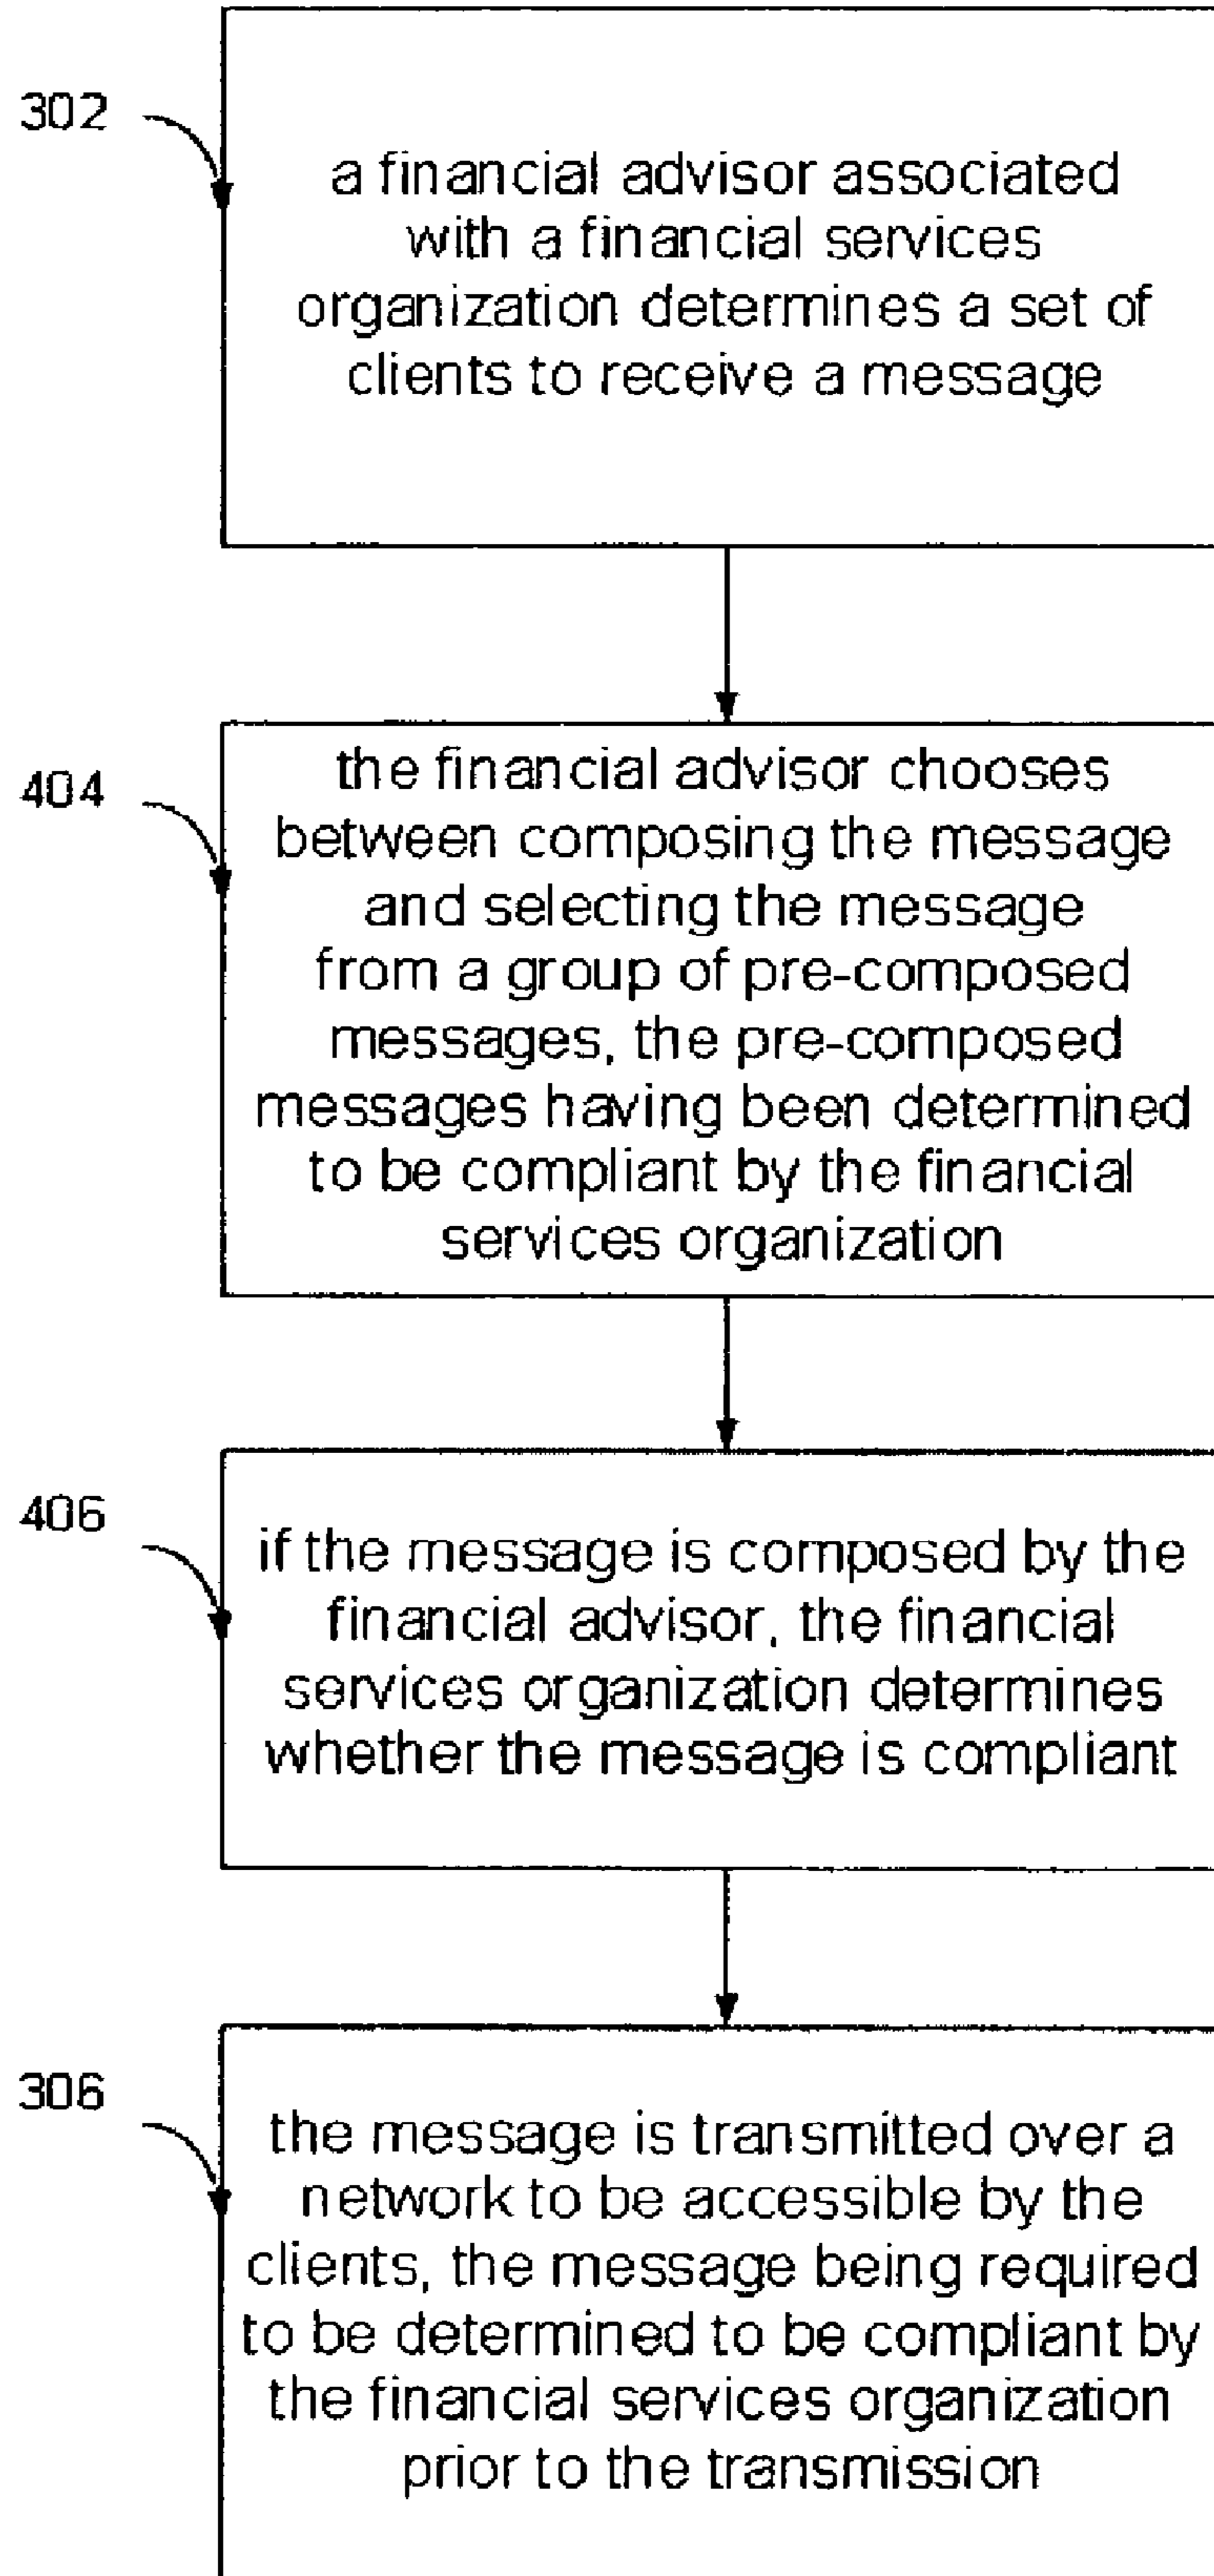 302
a financial advisor associated
with a financial services
organization determines a set of
clients to receive a message
404
the financial advisor chooses
between composing the message
and selecting the message
from a group of pre-composed
messages, the pre-composed
messages having been determined
to be compliant by the financial
services organization
406
if the message is composed by the
financial advisor, the financial
services organization determines
whether the message is compliant
306
the message is transmitted over a
network to be accessible by the
clients, the message being required
to be determined to be compliant by
the financial services organization
prior to the transmission